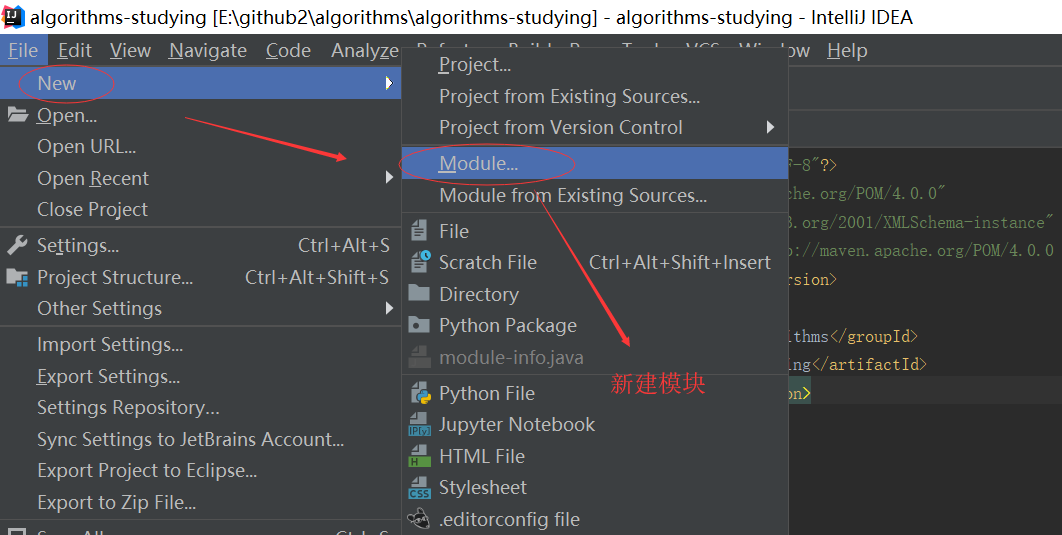 algorithms-studying [E:\github2\algorithms\algorithms-studying] - algorithms-studying - IntelliJ IDEA
File Edit View Navigate Code Analyze Window Help
New
Open...
Open URL...
Open Recent
Close Project
Settings... Ctrl+Alt+S
Project Structure... Ctrl+Alt+Shift+S
Other Settings
Import Settings...
Export Settings...
Settings Repository...
Sync Settings to JetBrains Account...
Export Project to Eclipse...
Export to Zip File...
Project...
Project from Existing Sources...
Project from Version Control
Module...
Module from Existing Sources...
File
Scratch File Ctrl+Alt+Shift+Insert
Directory
Python Package
module-info.java
Python File
Jupyter Notebook
HTML File
Stylesheet
.editorconfig file
新建模块
F-8"?>
che.org/POM/4.0.0"
3.org/2001/XMLSchema-instance"
p://maven.apache.org/POM/4.0.0
rsion>
thms</groupId>
ing</artifactId>
on>